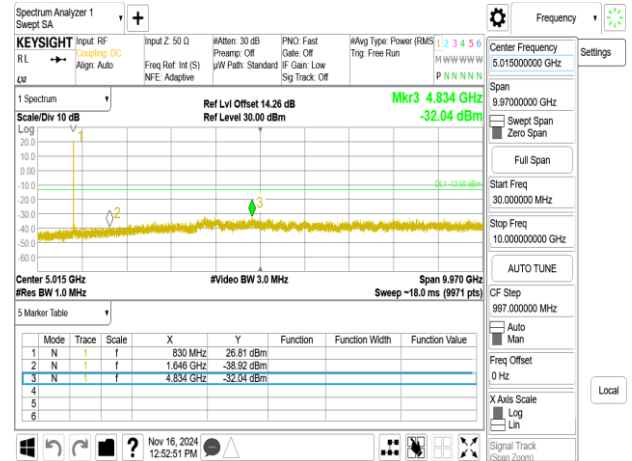 Spectrum Analyzer 1
Swept SA
Frequency
KEYSIGHT
Input: RF
Coupling: DC
Align: Auto
Input Z: 50 Ω
Freq Ref: Int (S)
NFE: Adaptive
#Atten: 30 dB
Preamp: Off
µW Path: Standard
PNO: Fast
Gate: Off
IF Gain: Low
Sig Track: Off
#Avg Type: Power (RMS
Trig: Free Run
1 2 3 4 5 6
M W W W W W
P N N N N N
RL
Center Frequency
5.015000000 GHz
Settings
1 Spectrum
Scale/Div 10 dB
Ref Lvl Offset 14.26 dB
Ref Level 30.00 dBm
Mkr3 4.834 GHz
-32.04 dBm
Span
9.97000000 GHz
Swept Span
Zero Span
Full Span
Log
20.0
10.0
0.00
-10.0
-20.0
-30.0
-40.0
-50.0
-60.0
1
2
3
DL1 -13.00 dBm
Start Freq
30.000000 MHz
Stop Freq
10.000000000 GHz
AUTO TUNE
Center 5.015 GHz
#Res BW 1.0 MHz
#Video BW 3.0 MHz
Span 9.970 GHz
Sweep ~18.0 ms (9971 pts)
CF Step
997.000000 MHz
Auto
Man
5 Marker Table
Mode Trace Scale X Y Function Function Width Function Value
1 N 1 f 830 MHz 26.81 dBm
2 N 1 f 1.646 GHz -38.92 dBm
3 N 1 f 4.834 GHz -32.04 dBm
4
5
6
Freq Offset
0 Hz
X Axis Scale
Log
Lin
Local
Signal Track
(Span Zoom)
?
Nov 16, 2024
12:52:51 PM